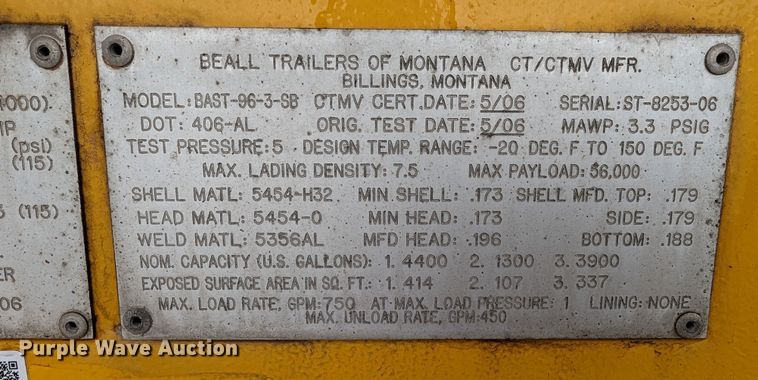 BEALL TRAILERS OF MONTANA CT/CTMV MFR.
BILLINGS, MONTANA
MODEL: BAST-96-3-SB CTMV CERT.DATE: 5/06 SERIAL: ST-8253-06
DOT: 406-AL ORIG. TEST DATE: 5/06 MAWP: 3.3 PSIG
TEST PRESSURE: 5 DESIGN TEMP. RANGE: -20 DEG. F. TO 150 DEG. F
MAX. LADING DENSITY: 7.5 MAX PAYLOAD: 56,000
SHELL MATL: 5454-H32 MIN. SHELL: .173 SHELL MFD. TOP: .179
HEAD MATL: 5454-0 MIN HEAD: .173 SIDE: .179
WELD MATL: 5356AL MFD HEAD: .196 BOTTOM: .188
NOM. CAPACITY (U.S. GALLONS): 1. 4400 2. 1300 3. 3900
EXPOSED SURFACE AREA IN SQ. FT.: 1. 414 2. 107 3. 337
MAX. LOAD RATE, GPM: 750 AT MAX. LOAD PRESSURE: 1 LINING: NONE
MAX. UNLOAD RATE, GPM: 450
(psi)
(115)
(115)
06
Purple Wave Auction